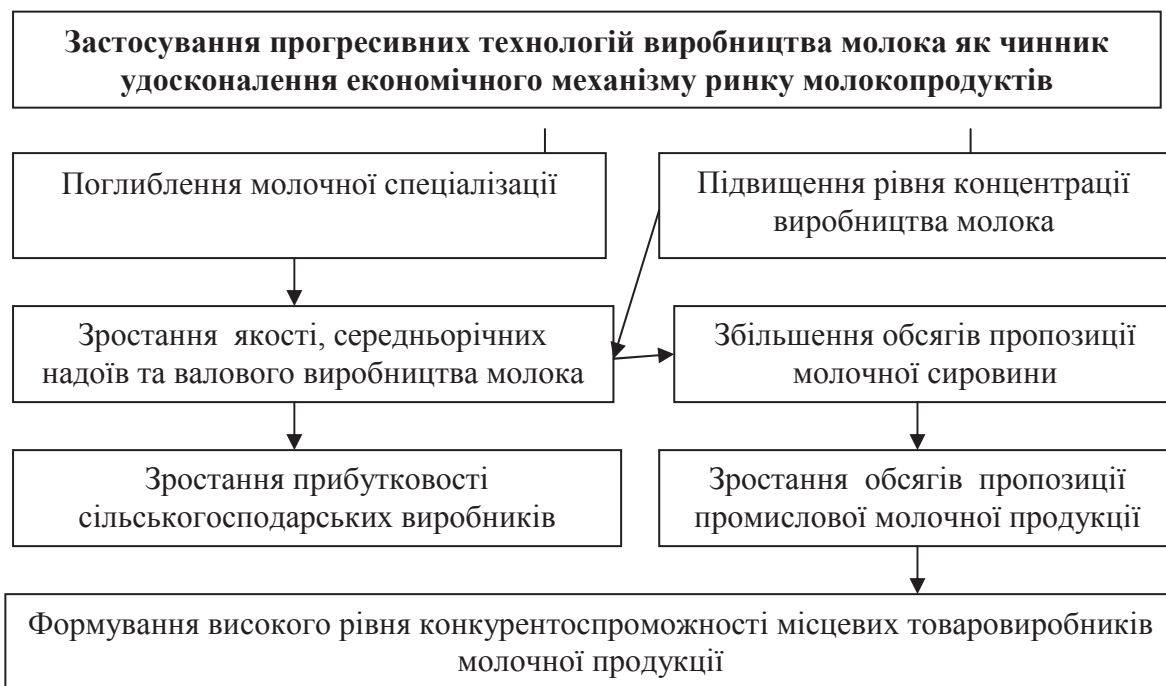 Застосування прогресивних технологій виробництва молока як чинник
удосконалення економічного механізму ринку молокопродуктів
Поглиблення молочної спеціалізації
Підвищення рівня концентрації
виробництва молока
Зростання якості, середньорічних
надоїв та валового виробництва молока
Збільшення обсягів пропозиції
молочної сировини
Зростання прибутковості
сільськогосподарських виробників
Зростання обсягів пропозиції
промислової молочної продукції
Формування високого рівня конкурентоспроможності місцевих товаровиробників
молочної продукції